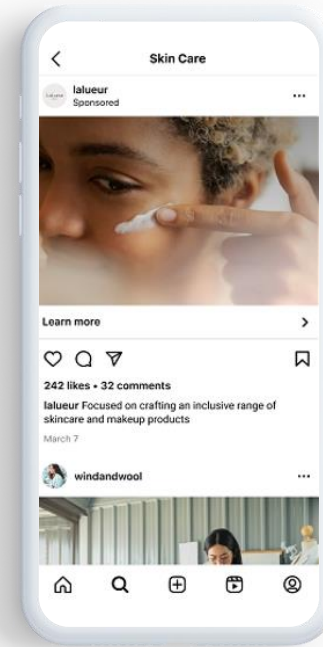 Skin Care
lalueur
Sponsored
Learn more
242 likes • 32 comments
lalueur Focused on crafting an inclusive range of
skincare and makeup products
March 7
windandwool